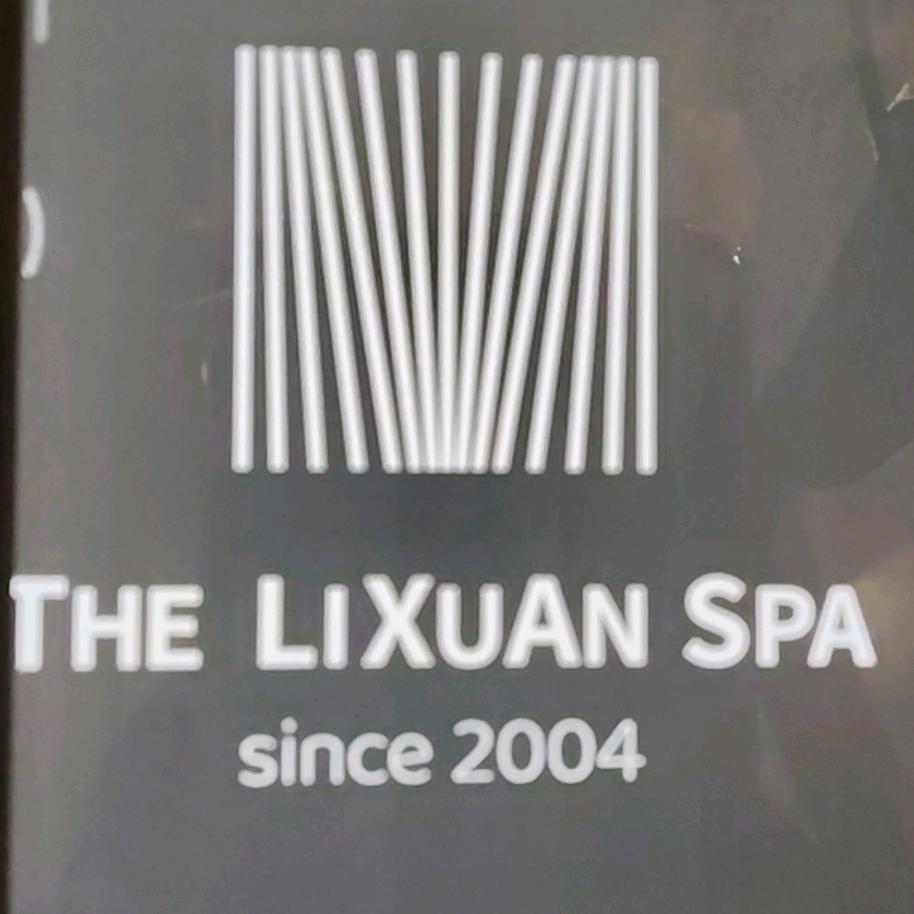 THE LiXUAN SPA
since 2004